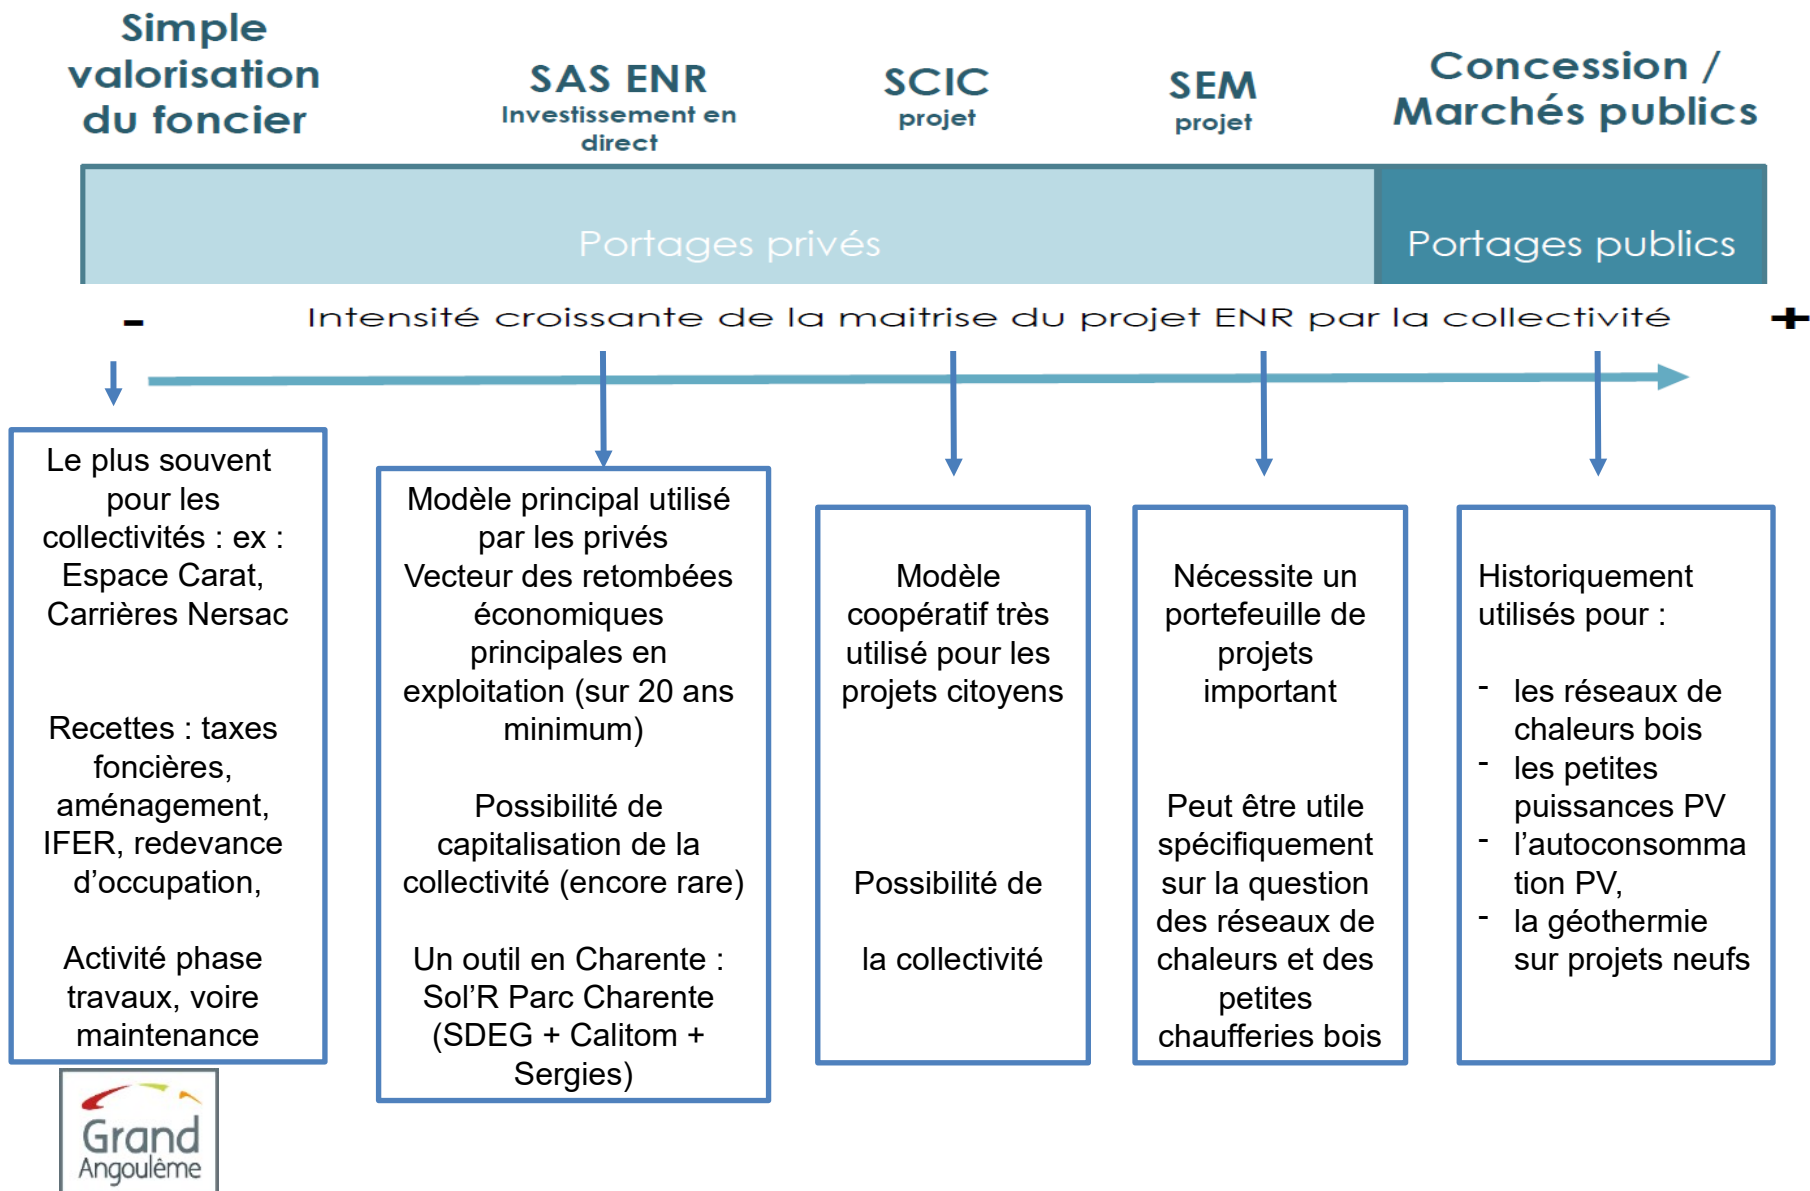 Simple
valorisation
du foncier
SAS ENR
Investissement en
direct
SCIC
projet
SEM
projet
Concession /
Marchés publics
Portages privés
Portages publics
-
Intensité croissante de la maitrise du projet ENR par la collectivité
+
Le plus souvent
pour les
collectivités : ex :
Espace Carat,
Carrières Nersac
Recettes : taxes
foncières,
aménagement,
IFER, redevance
d’occupation,
Activité phase
travaux, voire
maintenance
Modèle principal utilisé
par les privés
Vecteur des retombées
économiques
principales en
exploitation (sur 20 ans
minimum)
Possibilité de
capitalisation de la
collectivité (encore rare)
Un outil en Charente :
Sol’R Parc Charente
(SDEG + Calitom +
Sergies)
Modèle
coopératif très
utilisé pour les
projets citoyens
Possibilité de
la collectivité
Nécessite un
portefeuille de
projets
important
Peut être utile
spécifiquement
sur la question
des réseaux de
chaleurs et des
petites
chaufferies bois
Historiquement
utilisés pour :
- les réseaux de
chaleurs bois
- les petites
puissances PV
- l’autoconsomma
tion PV,
- la géothermie
sur projets neufs
Grand
Angoulême